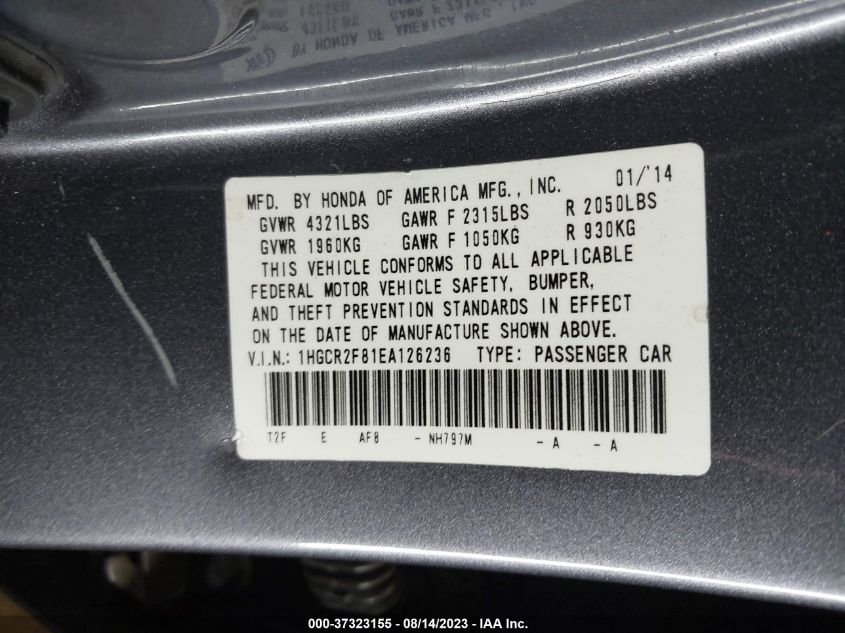 MFD. BY HONDA OF AMERICA MFG., INC. 01/'14
GVWR 4321LBS GAWR F 2315LBS R 2050LBS
GVWR 1960KG GAWR F 1050KG R 930KG
THIS VEHICLE CONFORMS TO ALL APPLICABLE
FEDERAL MOTOR VEHICLE SAFETY, BUMPER,
AND THEFT PREVENTION STANDARDS IN EFFECT
ON THE DATE OF MANUFACTURE SHOWN ABOVE.
V.I.N.: 1HGCR2F81EA126236 TYPE: PASSENGER CAR
T2F E AF8 - NH797M - A - A
000-37323155 - 08/14/2023 - IAA Inc.